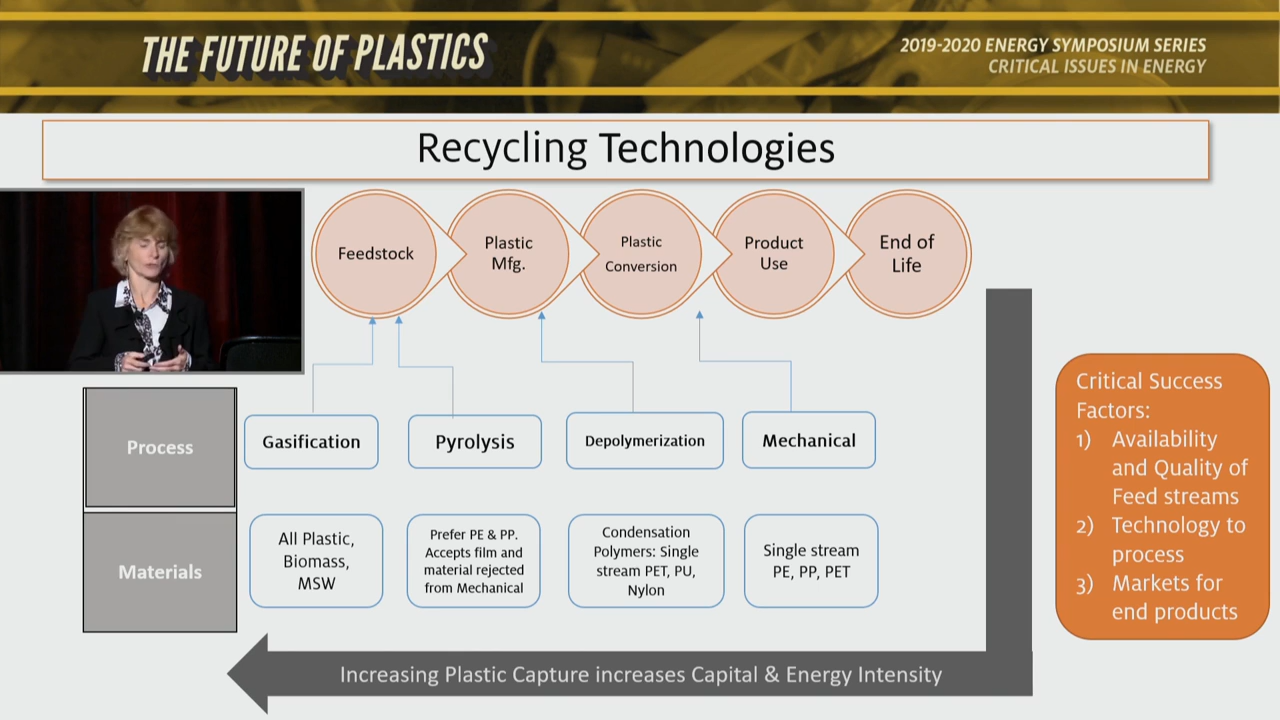 THE FUTURE OF PLASTICS
2019-2020 ENERGY SYMPOSIUM SERIES
CRITICAL ISSUES IN ENERGY
Recycling Technologies
Feedstock
Plastic
Mfg.
Plastic
Conversion
Product
Use
End of
Life
Process
Gasification
Pyrolysis
Depolymerization
Mechanical
Materials
All Plastic,
Biomass,
MSW
Prefer PE & PP.
Accepts film and
material rejected
from Mechanical
Condensation
Polymers: Single
stream PET, PU,
Nylon
Single stream
PE, PP, PET
Critical Success
Factors:
1) Availability
and Quality of
Feed streams
2) Technology to
process
3) Markets for
end products
Increasing Plastic Capture increases Capital & Energy Intensity